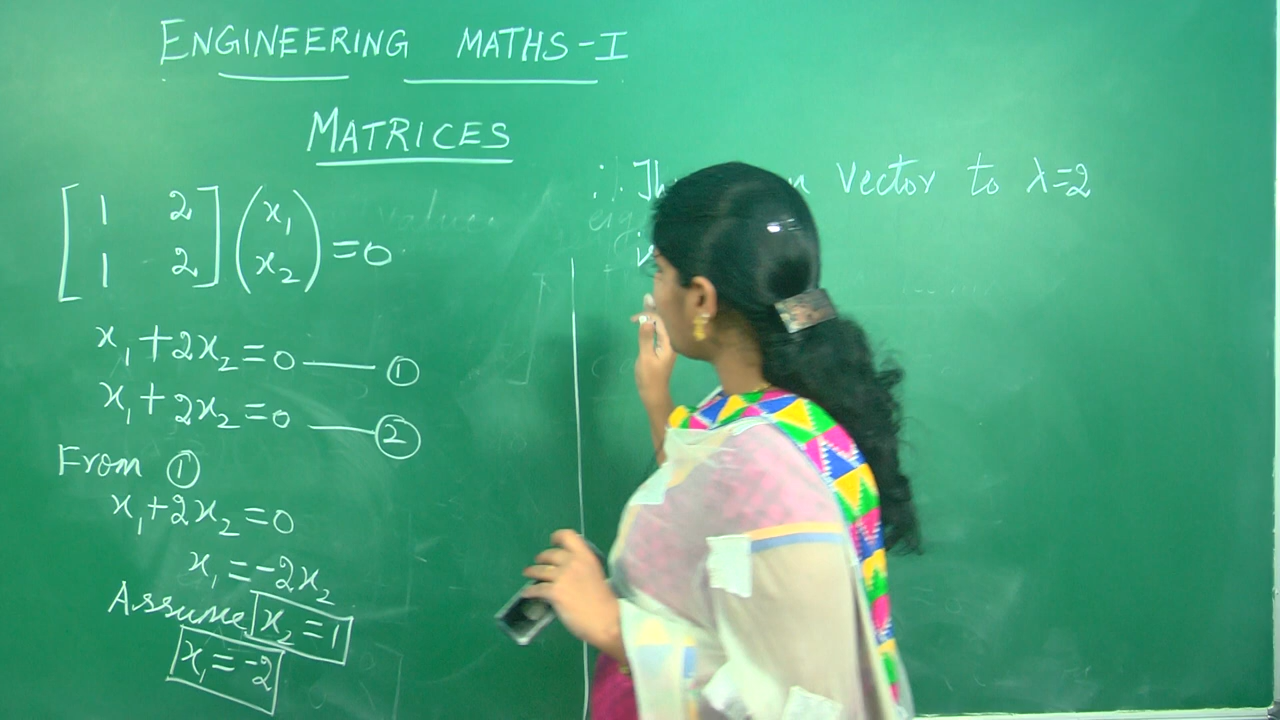 ENGINEERING MATHS-I
MATRICES
[1 2
1 2] (x₁
x₂) = 0
x₁ + 2x₂ = 0 —— ①
x₁ + 2x₂ = 0 —— ②
From ①
x₁ + 2x₂ = 0
x₁ = -2x₂
Assume x₂ = 1
x₁ = -2
∴ vector to λ=2